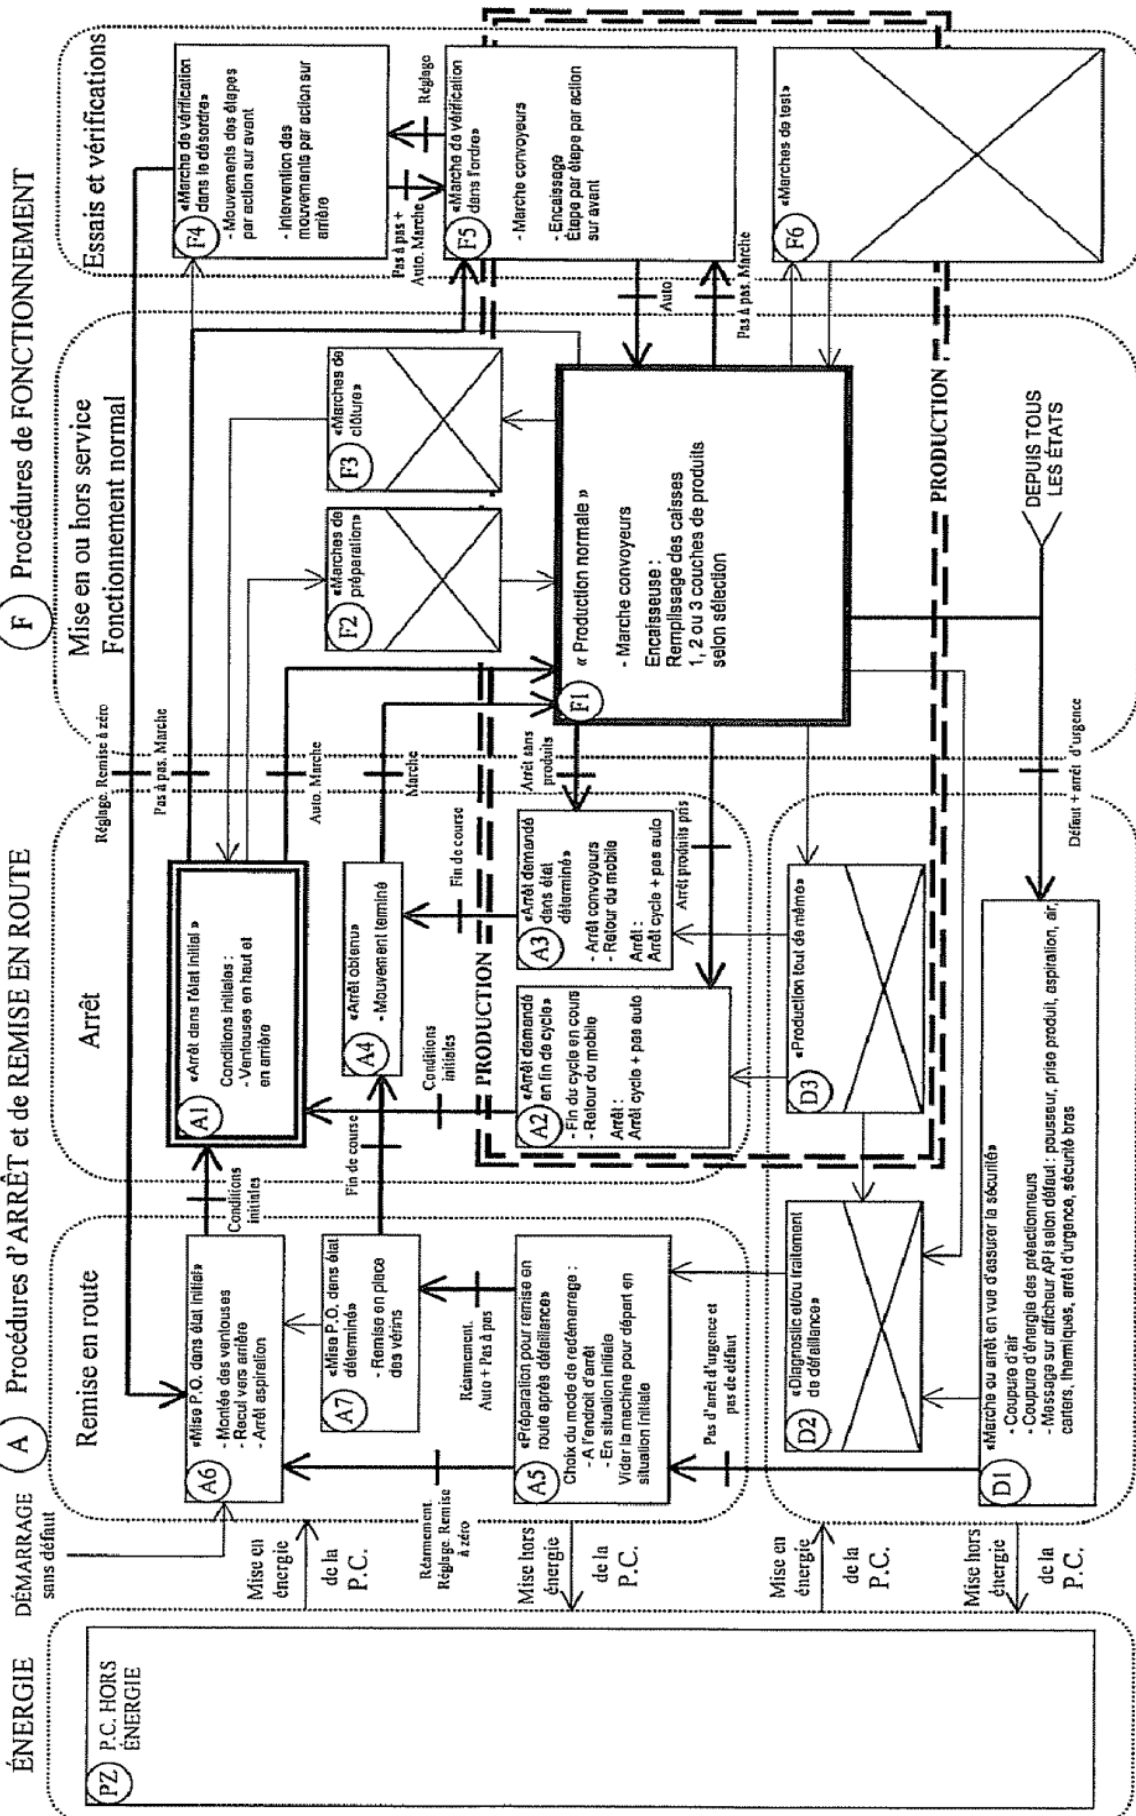 ÉNERGIE
DÉMARRAGE
sans défaut
A Procédures d'ARRÊT et de REMISE EN ROUTE
F Procédures de FONCTIONNEMENT
PZ P.C. HORS
ÉNERGIE
Mise en
énergie
de la
P.C.
Mise hors
énergie
de la
P.C.
Mise en
énergie
de la
P.C.
Mise hors
énergie
de la
P.C.
Remise en route
A6 «Mise P.O. dans état initial»
- Montée des ventouses
- Recul vers arrière
- Arrêt aspiration
A7 «Mise P.O. dans état
déterminé»
- Remise en place
des vérins
A5 «Préparation pour remise en
route après défaillance»
Choix du mode de redémarrage :
- A l'endroit d'arrêt
- En situation initiale
Vider la machine pour départ en
situation initiale
Réarmement.
Réglage. Remise
à zéro
Réarmement.
Auto + Pas à pas
Pas d'arrêt d'urgence et
pas de défaut
Conditions
initiales
Fin de course
Arrêt
A1 «Arrêt dans l'état initial »
Conditions initiales :
- Ventouses en haut et
en arrière
A4 «Arrêt obtenu»
- Mouvement terminé
Conditions
initiales
Fin de course
PRODUCTION
A2 «Arrêt demandé
en fin de cycle»
- Fin du cycle en cours
- Retour du mobile
Arrêt :
Arrêt cycle + pas auto
A3 «Arrêt demandé
dans état
déterminé»
- Arrêt convoyeurs
- Retour du mobile
Arrêt :
Arrêt cycle + pas auto
Arrêt sans
produits
Arrêt produits pris
D2 «Diagnostic et/ou traitement
de défaillance»
D3 «Production tout de même»
D1 «Marche ou arrêt en vue d'assurer la sécurité»
- Coupure d'air
- Coupure d'énergie des préactionneurs
- Message sur afficheur API selon défaut : pousseur, prise produit, aspiration, air,
carters, thermiques, arrêt d'urgence, sécurité bras
Défaut + arrêt d'urgence
DEPUIS TOUS
LES ÉTATS
Réglage. Remise à zéro
Pas à pas. Marche
Auto. Marche
Marche
Mise en ou hors service
Fonctionnement normal
F2 «Marches de
préparation»
F3 «Marches de
clôture»
F1 « Production normale »
- Marche convoyeurs
Encaisseuse :
Remplissage des caisses
1, 2 ou 3 couches de produits
selon sélection
PRODUCTION
Essais et vérifications
F4 «Marche de vérification
dans le désordre»
- Mouvements des étapes
par action sur avant
- Intervention des
mouvements par action sur
arrière
Pas à pas +
Auto. Marche
Réglage
F5 «Marche de vérification
dans l'ordre»
- Marche convoyeurs
- Encaissage
Étape par étape par action
sur avant
Auto
Pas à pas. Marche
F6 «Marches de test»